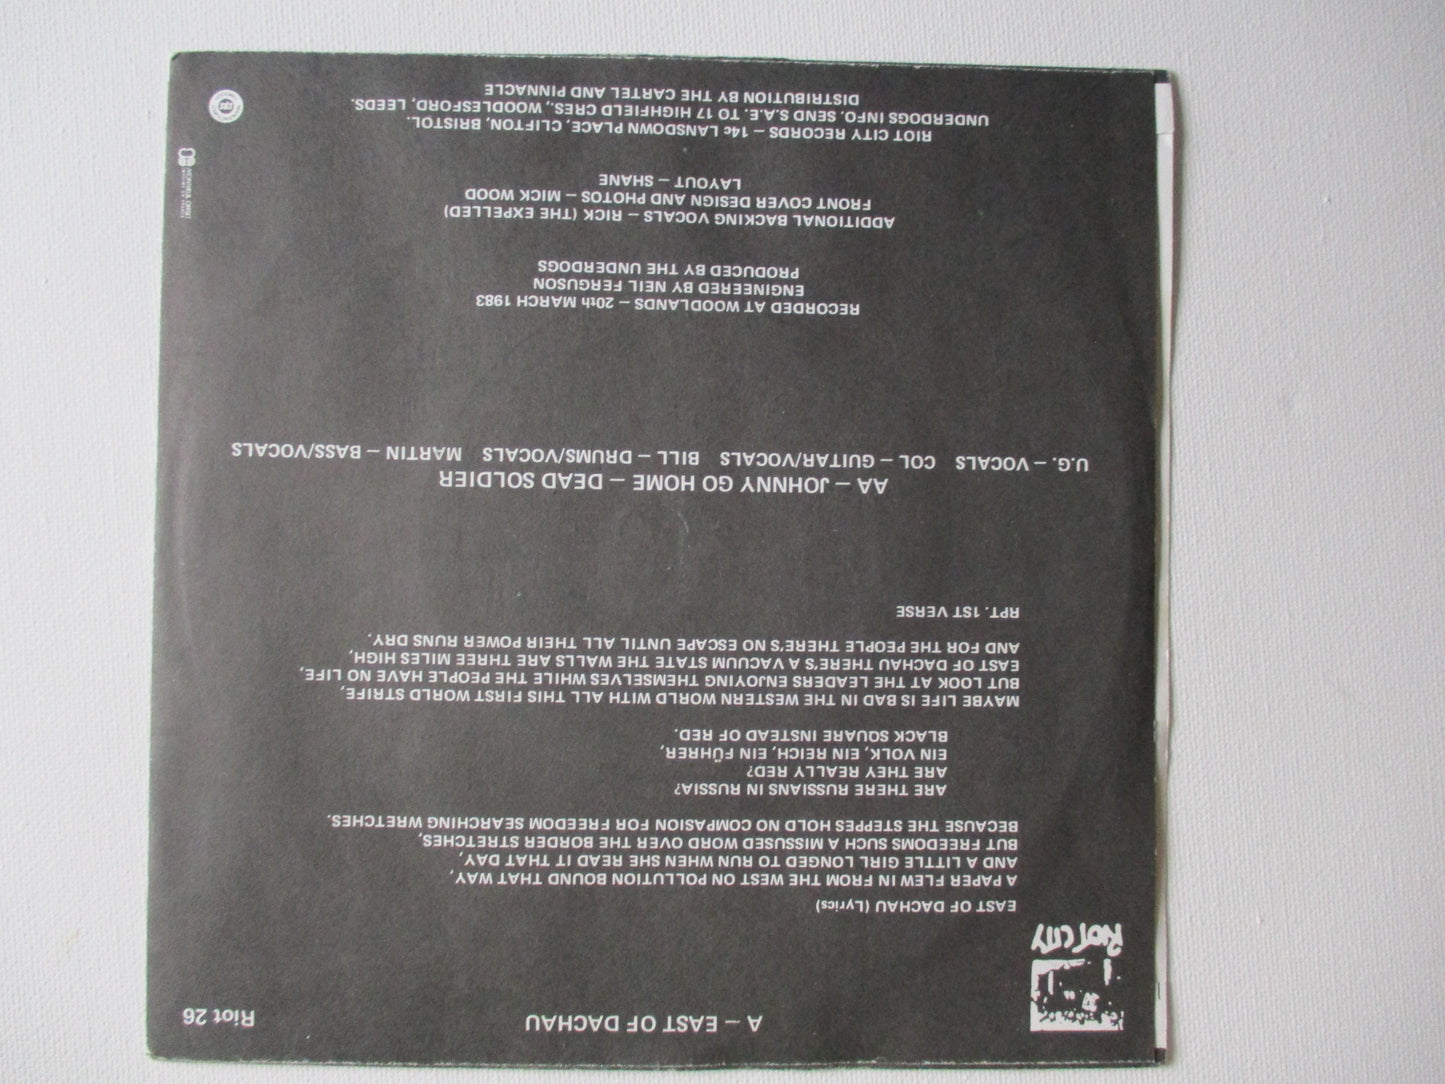 A – EAST OF DACHAU
Riot 26
RIOT CITY
EAST OF DACHAU (Lyrics)
A PAPER FLEW IN FROM THE WEST ON POLLUTION BOUND THAT WAY,
AND A LITTLE GIRL LONGED TO RUN WHEN SHE READ IT THAT DAY,
BUT FREEDOMS SUCH A MISSUSED WORD OVER THE BORDER STRETCHES,
BECAUSE THE STEPPES HOLD NO COMPASION FOR FREEDOM SEARCHING WRETCHES.
ARE THERE RUSSIANS IN RUSSIA?
ARE THEY REALLY RED?
EIN VOLK, EIN REICH, EIN FÜHRER,
BLACK SQUARE INSTEAD OF RED.
MAYBE LIFE IS BAD IN THE WESTERN WORLD WITH ALL THIS FIRST WORLD STRIFE,
BUT LOOK AT THE LEADERS ENJOYING THEMSELVES WHILE THE PEOPLE HAVE NO LIFE,
EAST OF DACHAU THERE'S A VACUUM STATE THE WALLS ARE THREE MILES HIGH,
AND FOR THE PEOPLE THERE'S NO ESCAPE UNTIL ALL THEIR POWER RUNS DRY.
RPT. 1ST VERSE
AA – JOHNNY GO HOME – DEAD SOLDIER
U.G. – VOCALS COL – GUITAR/VOCALS BILL – DRUMS/VOCALS MARTIN – BASS/VOCALS
RECORDED AT WOODLANDS – 20th MARCH 1983
ENGINEERED BY NEIL FERGUSON
PRODUCED BY THE UNDERDOGS
ADDITIONAL BACKING VOCALS – RICK (THE EXPELLED)
FRONT COVER DESIGN AND PHOTOS – MICK WOOD
LAYOUT – SHANE
RIOT CITY RECORDS – 14c LANSDOWN PLACE, CLIFTON, BRISTOL.
UNDERDOGS INFO. SEND S.A.E. TO 17 HIGHFIELD CRES., WOODLESFORD, LEEDS.
DISTRIBUTION BY THE CARTEL AND PINNACLE